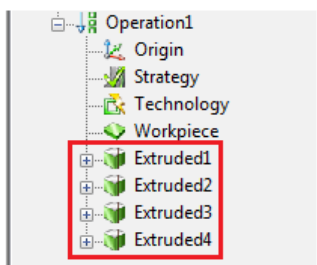 Operation1
Origin
Strategy
Technology
Workpiece
Extruded1
Extruded2
Extruded3
Extruded4